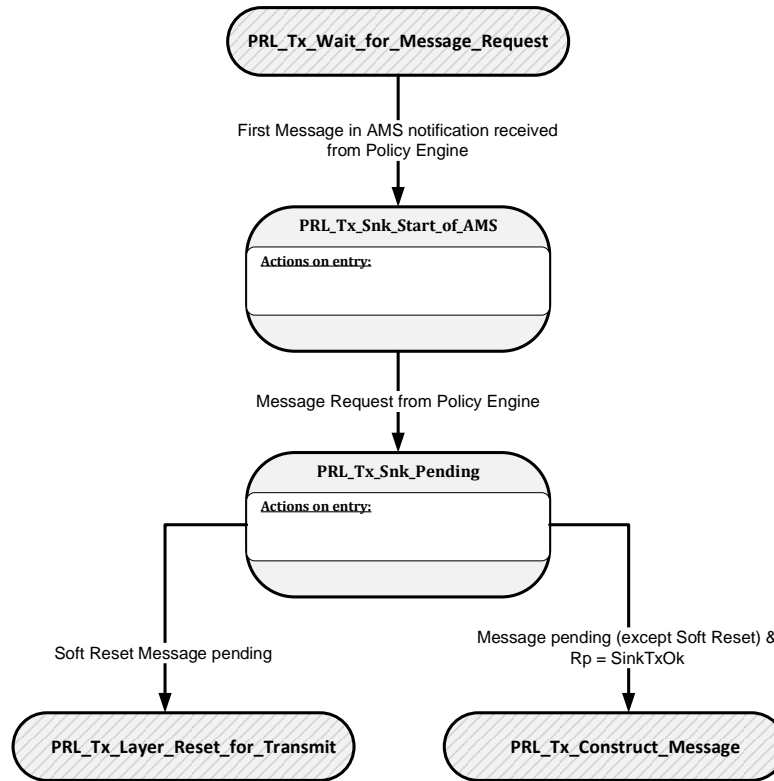 PRL_Tx_Wait_for_Message_Request
First Message in AMS notification received
from Policy Engine
PRL_Tx_Snk_Start_of_AMS
Actions on entry:
Message Request from Policy Engine
PRL_Tx_Snk_Pending
Actions on entry:
Soft Reset Message pending
Message pending (except Soft Reset) &
Rp = SinkTxOk
PRL_Tx_Layer_Reset_for_Transmit
PRL_Tx_Construct_Message